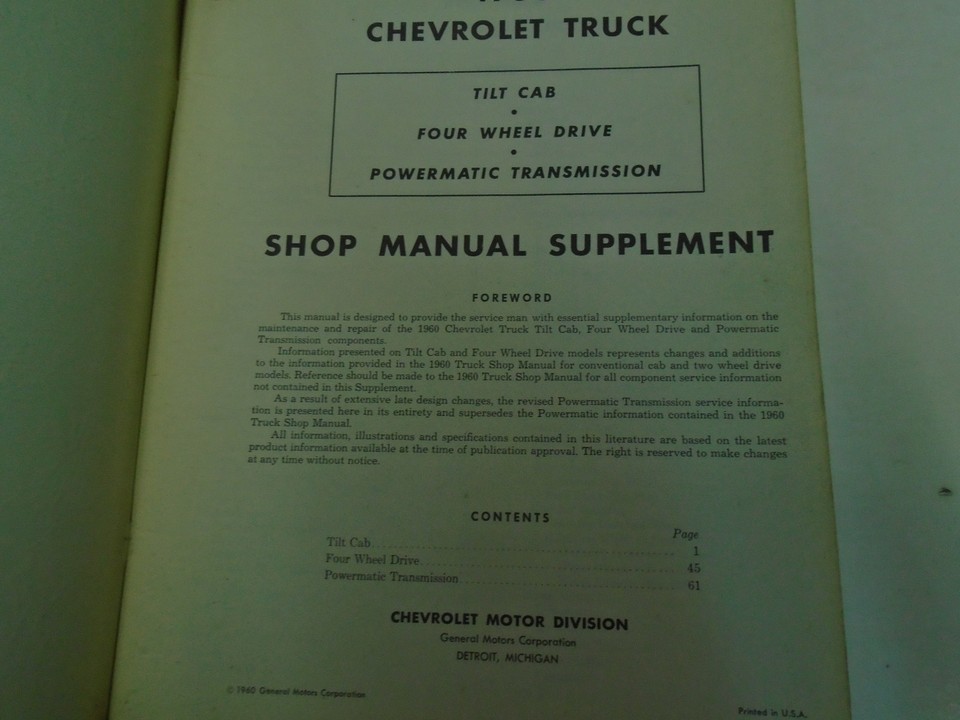 CHEVROLET TRUCK
TILT CAB
•
FOUR WHEEL DRIVE
•
POWERMATIC TRANSMISSION
SHOP MANUAL SUPPLEMENT
FOREWORD
This manual is designed to provide the service man with essential supplementary information on the
maintenance and repair of the 1960 Chevrolet Truck Tilt Cab, Four Wheel Drive and Powermatic
Transmission components.
Information presented on Tilt Cab and Four Wheel Drive models represents changes and additions
to the information provided in the 1960 Truck Shop Manual for conventional cab and two wheel drive
models. Reference should be made to the 1960 Truck Shop Manual for all component service information
not contained in this Supplement.
As a result of extensive late design changes, the revised Powermatic Transmission service informa-
tion is presented here in its entirety and supersedes the Powermatic information contained in the 1960
Truck Shop Manual.
All information, illustrations and specifications contained in this literature are based on the latest
product information available at the time of publication approval. The right is reserved to make changes
at any time without notice.
CONTENTS
Page
Tilt Cab 1
Four Wheel Drive 45
Powermatic Transmission 61
CHEVROLET MOTOR DIVISION
General Motors Corporation
DETROIT, MICHIGAN
© 1960 General Motors Corporation
Printed in U.S.A.